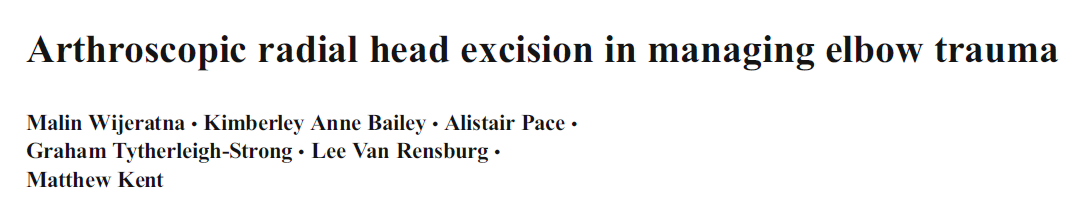 Arthroscopic radial head excision in managing elbow trauma
Malin Wijeratna • Kimberley Anne Bailey • Alistair Pace •
Graham Tytherleigh-Strong • Lee Van Rensburg •
Matthew Kent